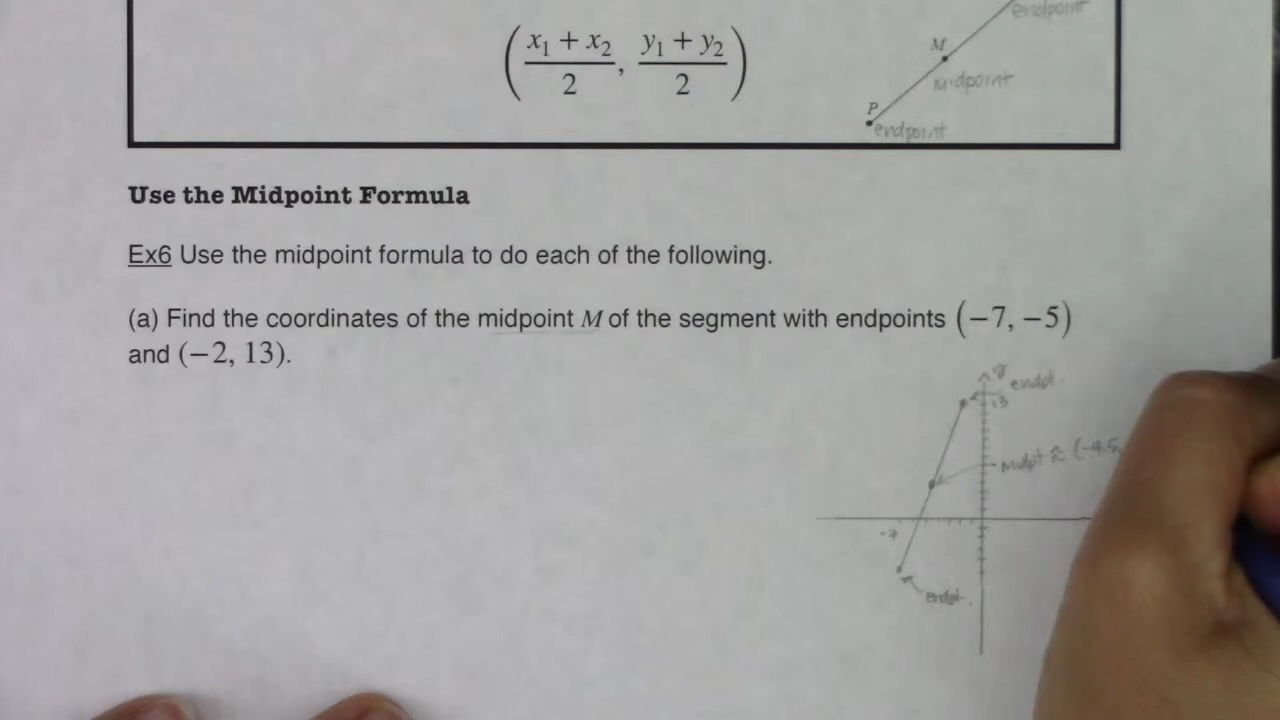 endpoint
(x₁ + x₂ / 2, y₁ + y₂ / 2)
M
midpoint
P
endpoint
Use the Midpoint Formula
Ex6 Use the midpoint formula to do each of the following.
(a) Find the coordinates of the midpoint M of the segment with endpoints (−7, −5)
and (−2, 13).
y
endpt.
13
Midpt ≈ (-4.5,
-7
endpt.